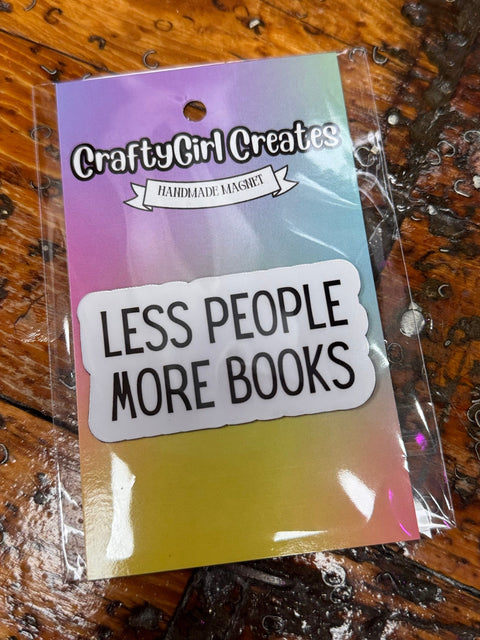 CraftyGirl Creates
HANDMADE MAGNET
LESS PEOPLE
MORE BOOKS